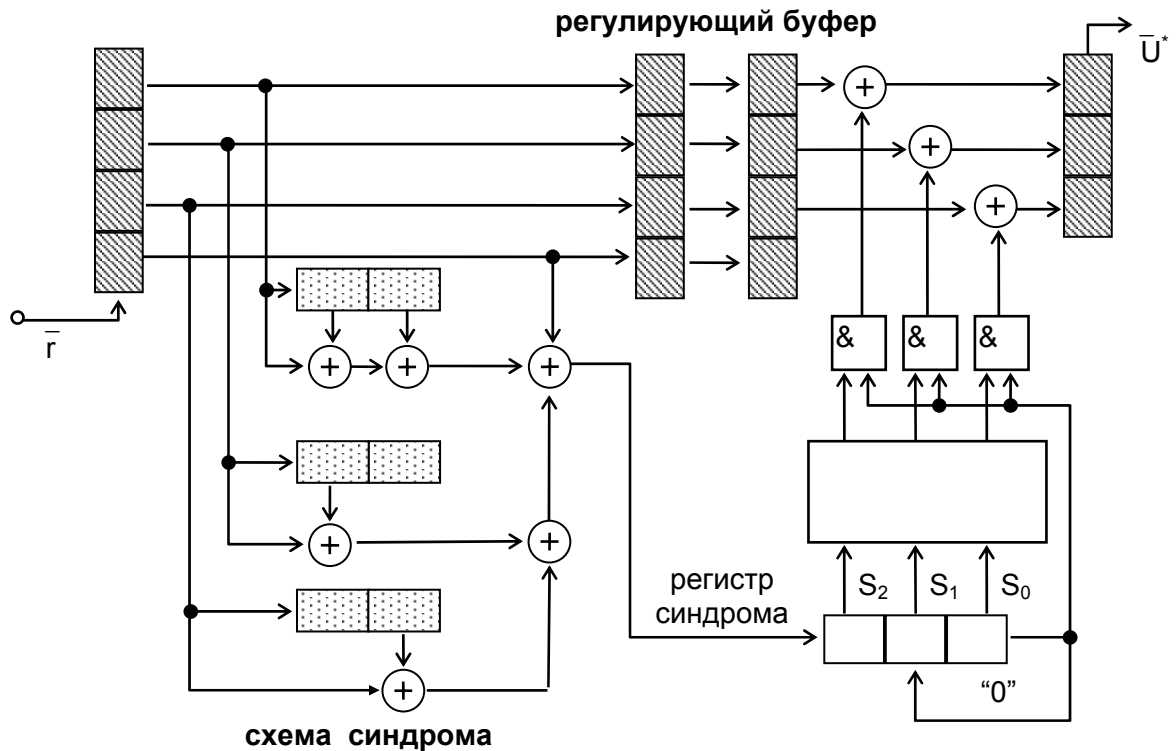 регулирующий буфер
U*
r
&
&
&
S2
S1
S0
регистр
синдрома
“0”
схема синдрома